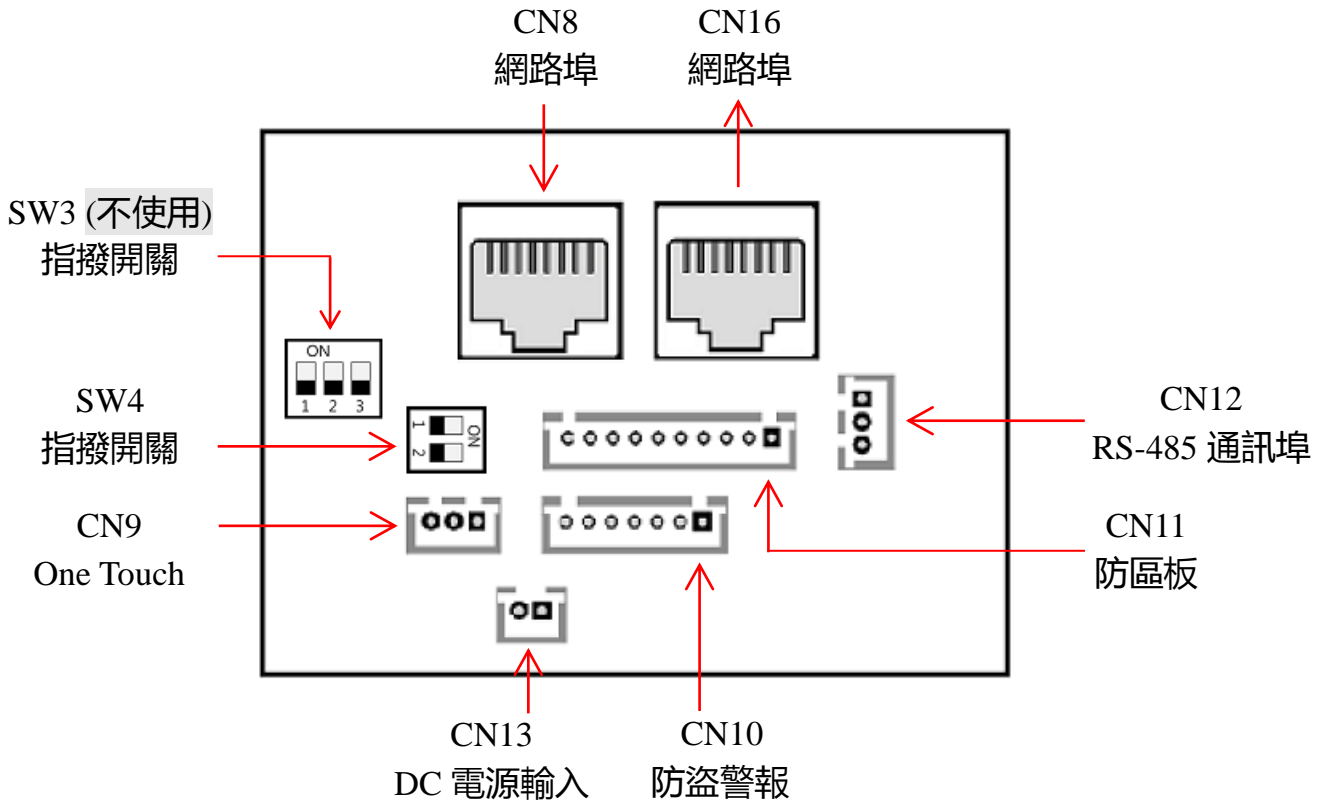 CN8
網路埠
CN16
網路埠
SW3 (不使用)
指撥開關
ON
1 2 3
SW4
指撥開關
1
2
ON
CN12
RS-485 通訊埠
CN9
One Touch
CN11
防區板
CN13
DC 電源輸入
CN10
防盜警報